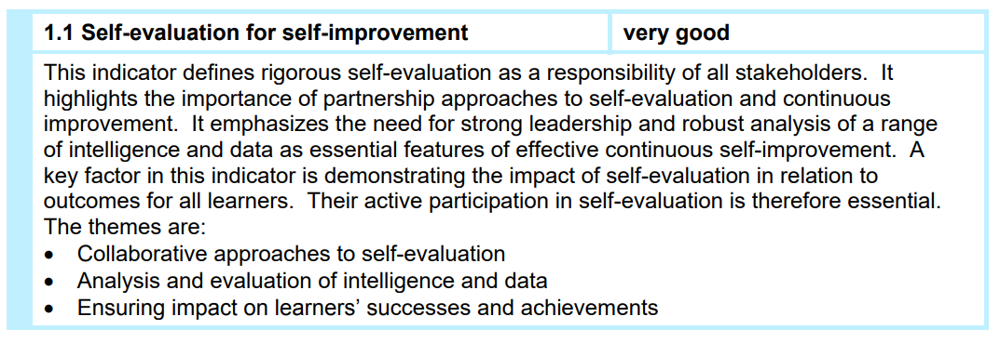 1.1 Self-evaluation for self-improvement
very good
This indicator defines rigorous self-evaluation as a responsibility of all stakeholders.  It
highlights the importance of partnership approaches to self-evaluation and continuous
improvement.  It emphasizes the need for strong leadership and robust analysis of a range
of intelligence and data as essential features of effective continuous self-improvement.  A
key factor in this indicator is demonstrating the impact of self-evaluation in relation to
outcomes for all learners.  Their active participation in self-evaluation is therefore essential.
The themes are:
• Collaborative approaches to self-evaluation
• Analysis and evaluation of intelligence and data
• Ensuring impact on learners’ successes and achievements